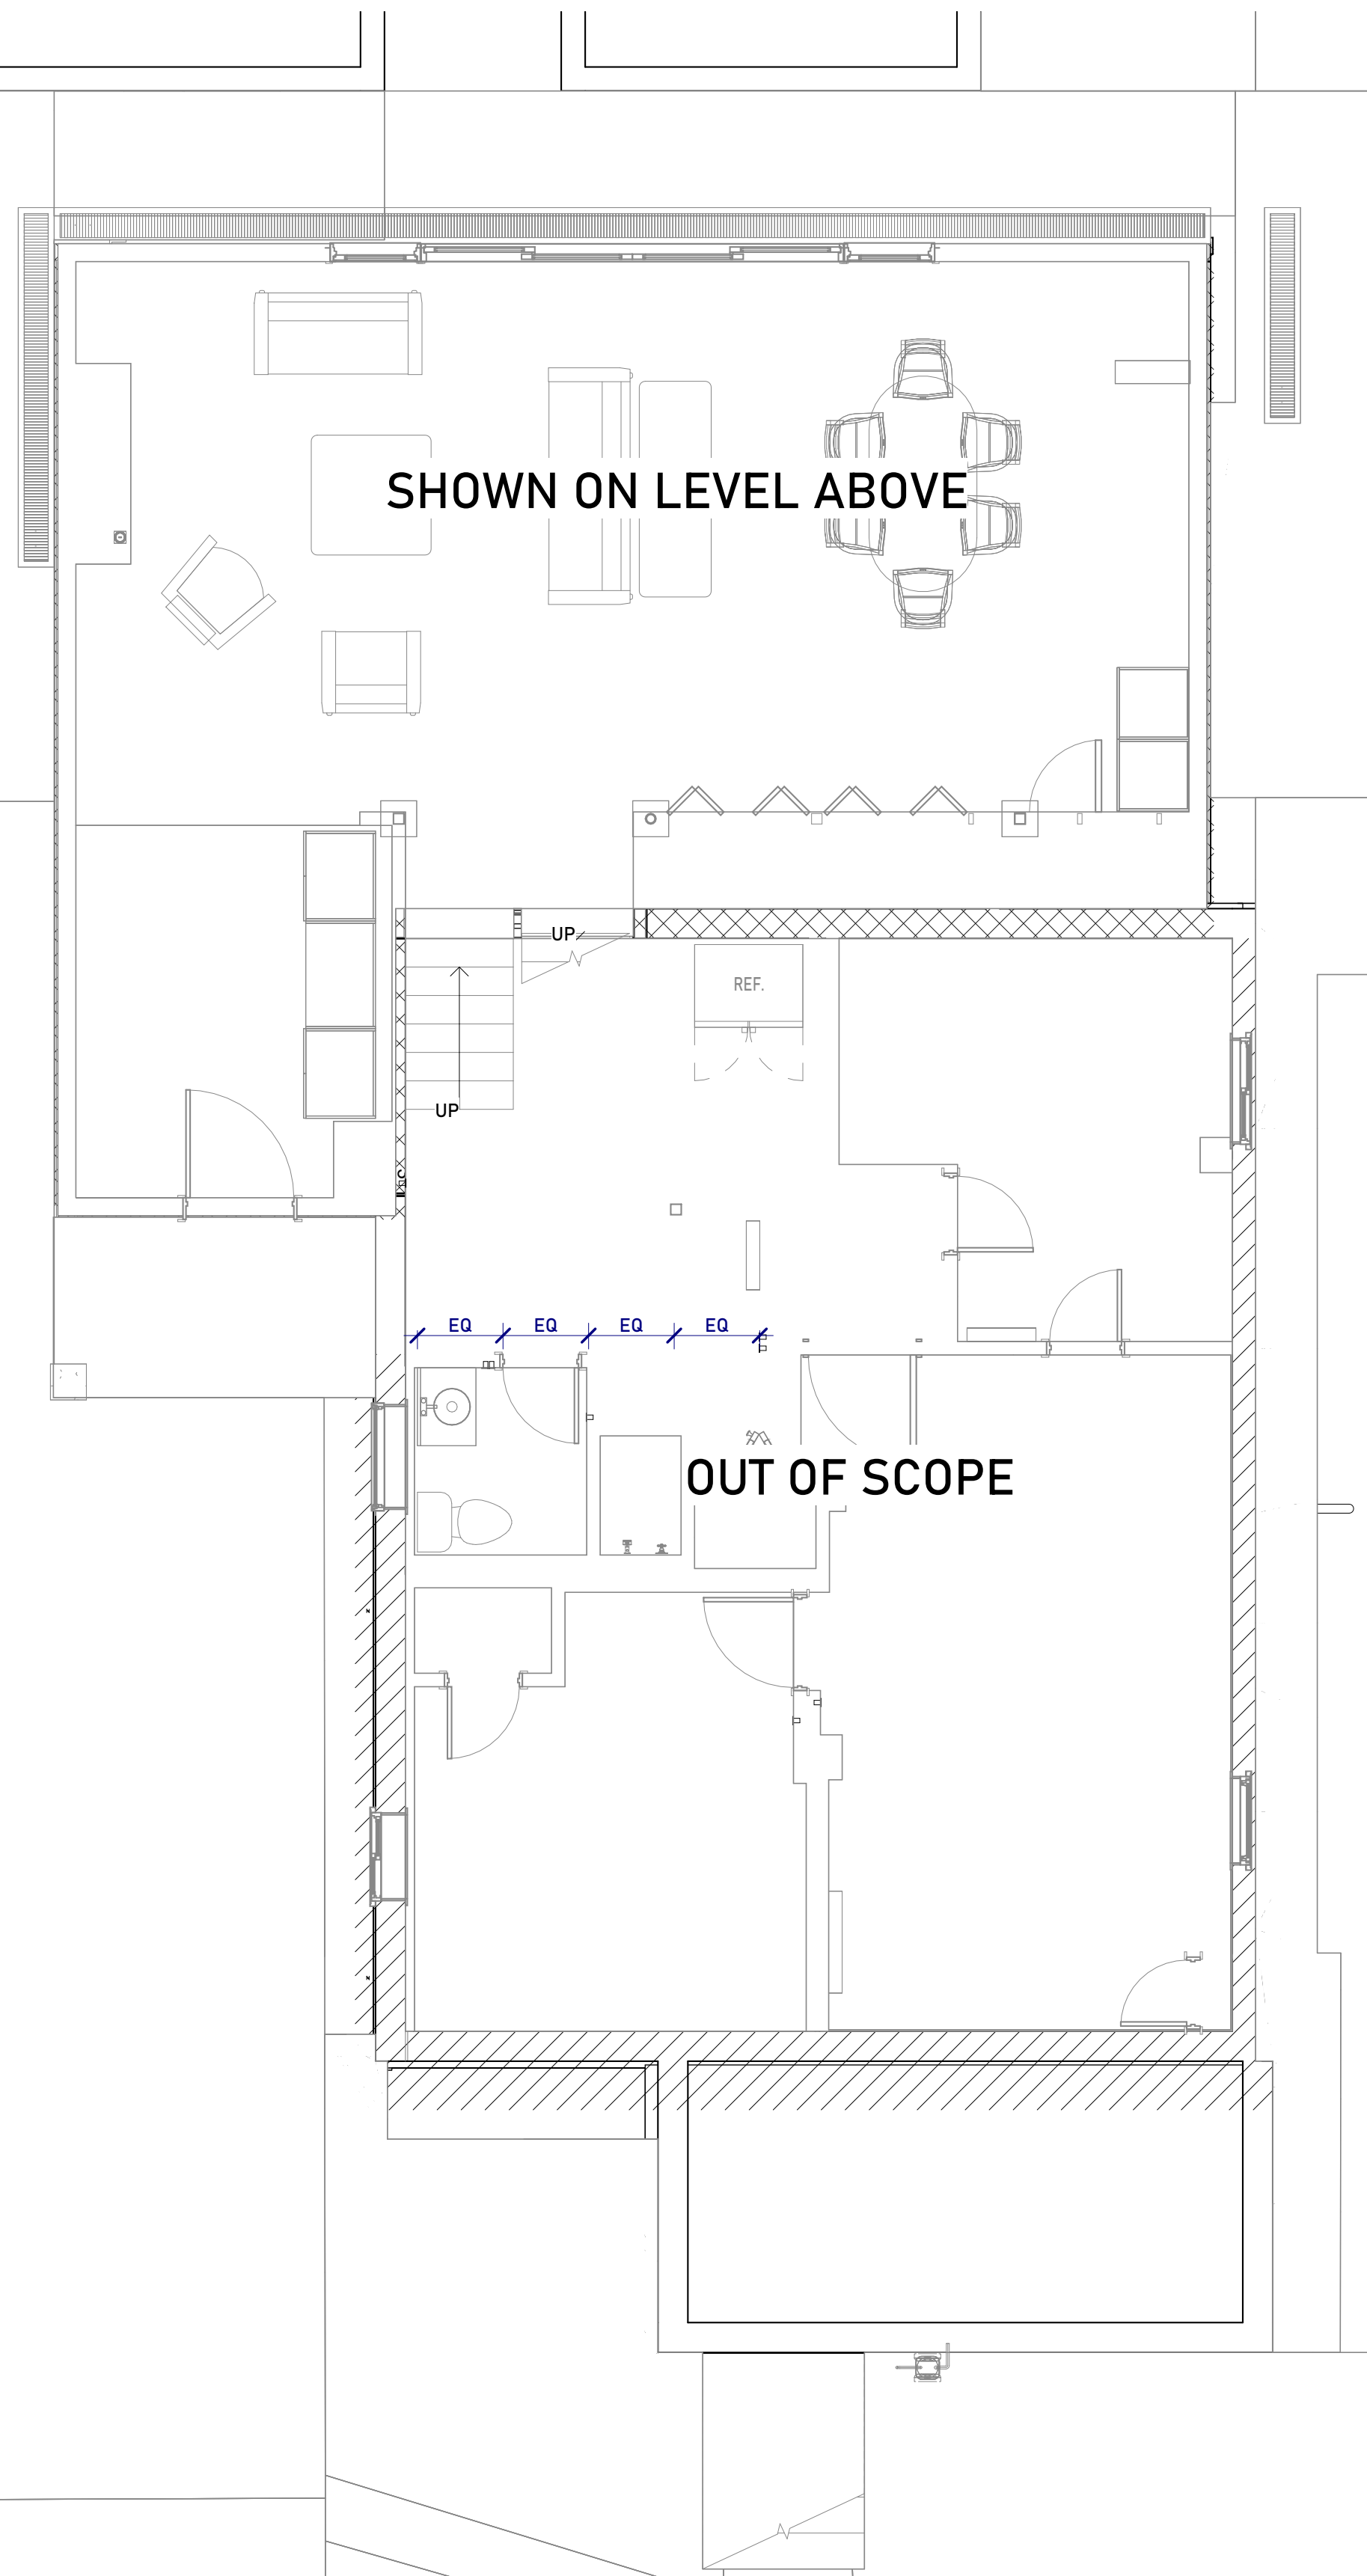 SHOWN ON LEVEL ABOVE
UP
REF.
UP
EQ EQ EQ EQ
OUT OF SCOPE